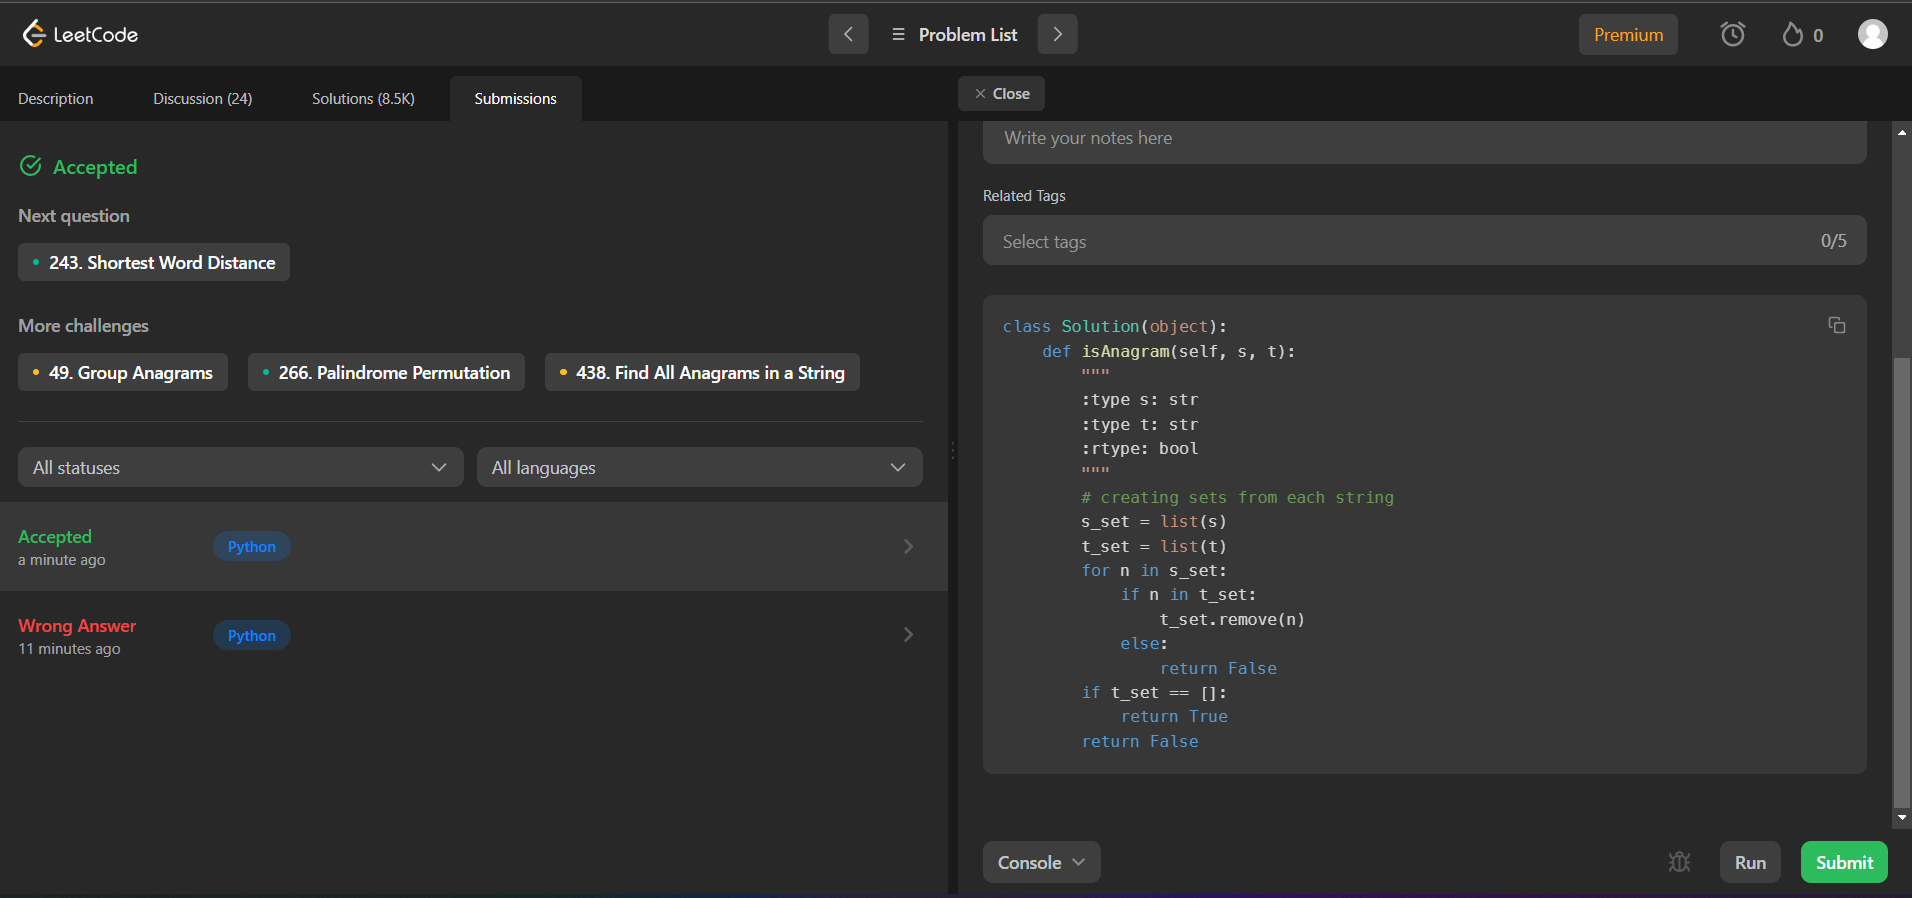 LeetCode
Problem List
Premium
0
Description
Discussion (24)
Solutions (8.5K)
Submissions
Close
Accepted
Next question
243. Shortest Word Distance
More challenges
49. Group Anagrams
266. Palindrome Permutation
438. Find All Anagrams in a String
All statuses
All languages
Accepted
a minute ago
Python
Wrong Answer
11 minutes ago
Python
Write your notes here
Related Tags
Select tags
0/5
class Solution(object):
    def isAnagram(self, s, t):
        """
        :type s: str
        :type t: str
        :rtype: bool
        """
        # creating sets from each string
        s_set = list(s)
        t_set = list(t)
        for n in s_set:
            if n in t_set:
                t_set.remove(n)
            else:
                return False
        if t_set == []:
            return True
        return False
Console
Run
Submit